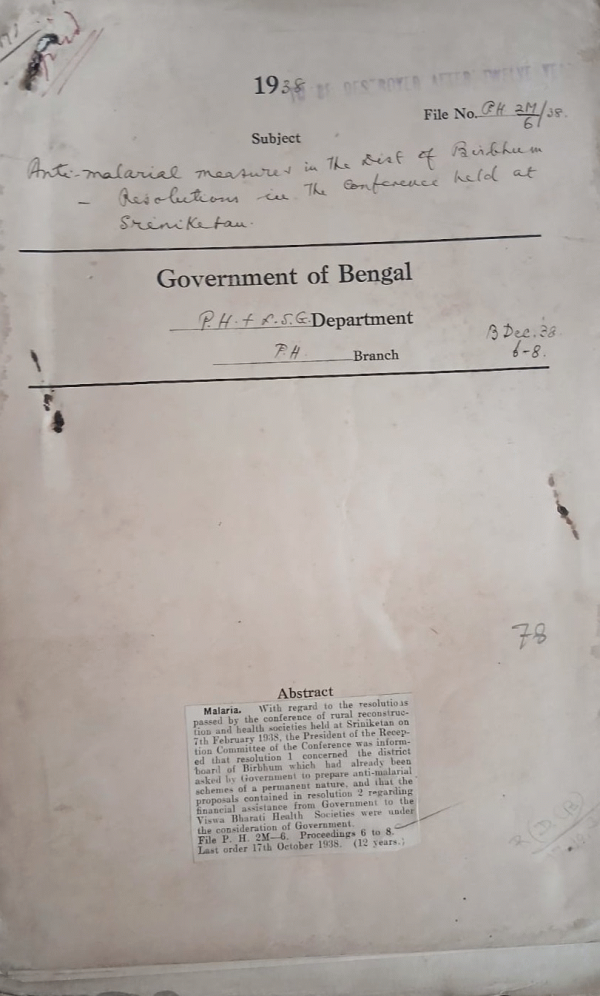 1938 TO BE DESTROYED AFTER TWELVE YE
File No. PH 2M/6/38.
Subject
Anti-malarial measures in the Dist of Birbhum
- Resolutions in the conference held at
Sriniketan.
Government of Bengal
P.H. + L.S.G. Department
P.H Branch
B Dec. 38
6-8.
78
Abstract
Malaria. With regard to the resolutions
passed by the conference of rural reconstruc-
tion and health societies held at Sriniketan on
7th February 1938, the President of the Recep-
tion Committee of the Conference was inform-
ed that resolution 1 concerned the district
board of Birbhum which had already been
asked by Government to prepare anti-malarial
schemes of a permanent nature, and that the
proposals contained in resolution 2 regarding
financial assistance from Government to the
Viswa Bharati Health Societies were under
the consideration of Government.
File P. H. 2M—6. Proceedings 6 to 8.
Last order 17th October 1938. (12 years.)